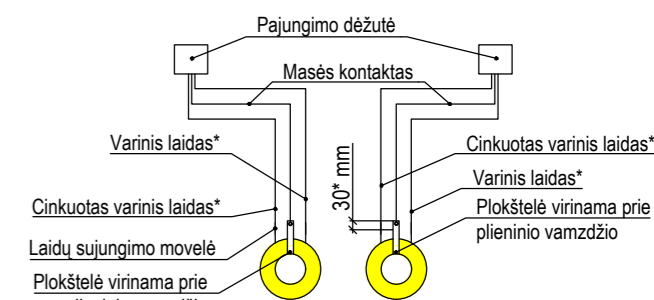 Pajungimo dėžutė
Masės kontaktas
Varinis laidas*
Cinkuotas varinis laidas*
Laidų sujungimo movelė
Plokštelė virinama prie
30* mm
Cinkuotas varinis laidas*
Varinis laidas*
Plokštelė virinama prie
plieninio vamzdžio